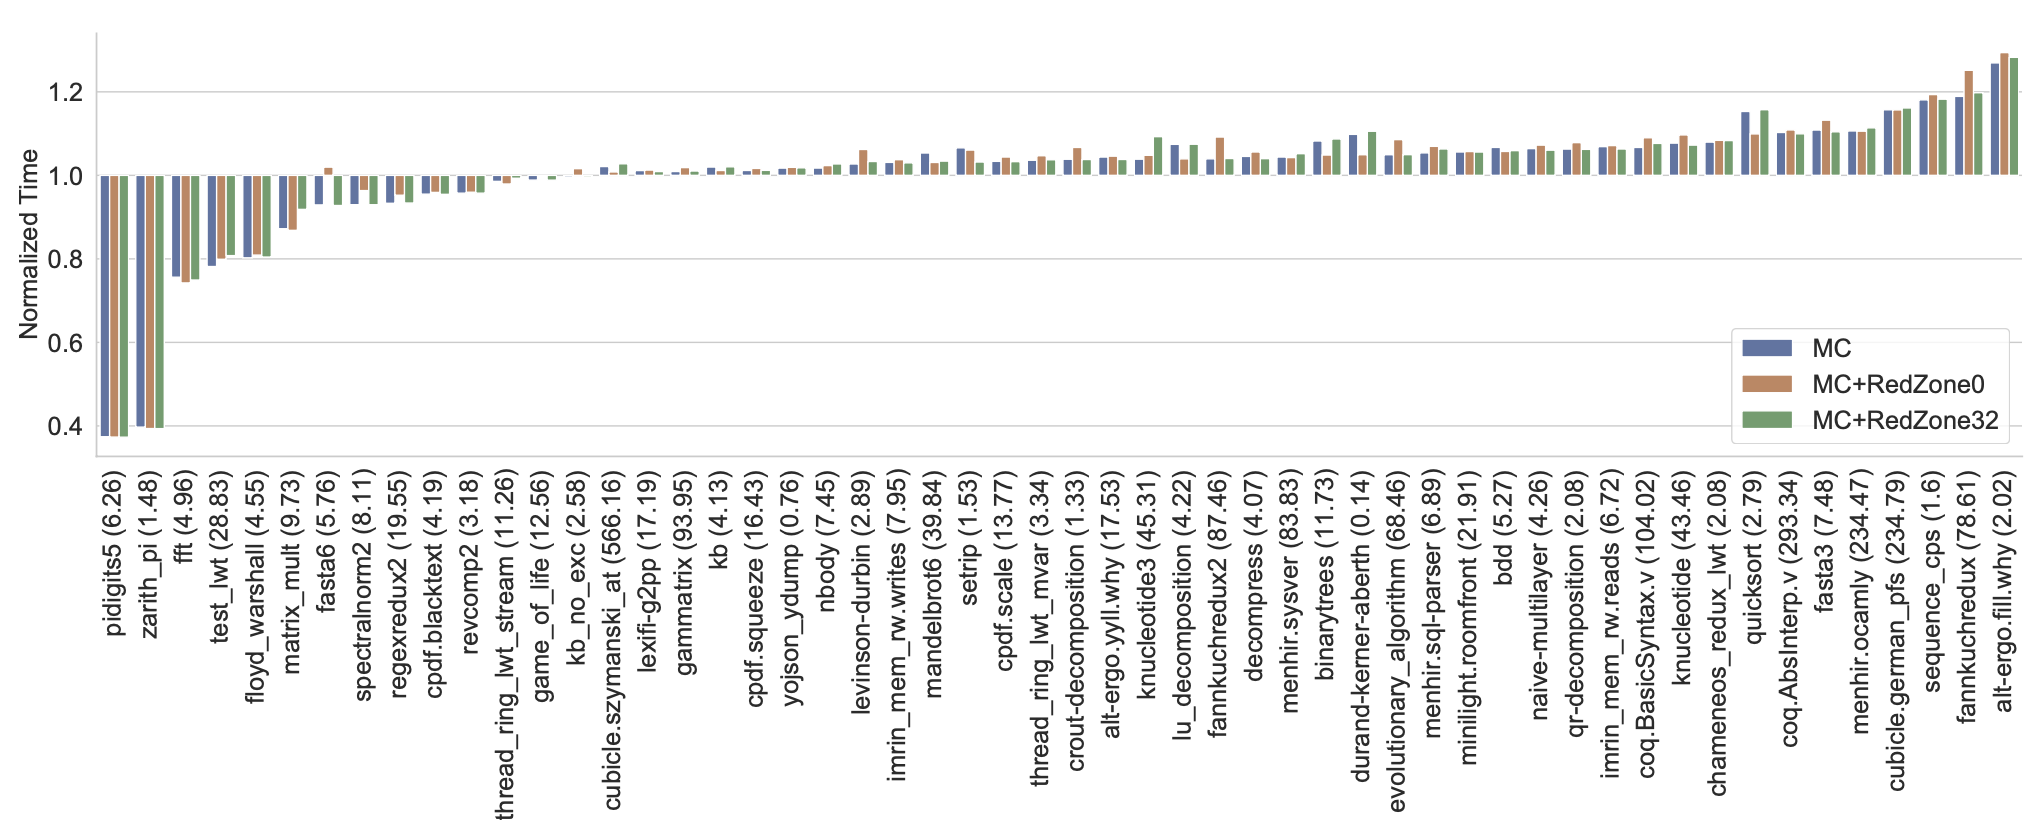 Normalized Time
1.2
1.0
0.8
0.6
0.4
MC
MC+RedZone0
MC+RedZone32
pidigits5 (6.26)
zarith_pi (1.48)
fft (4.96)
test_lwt (28.83)
floyd_warshall (4.55)
matrix_mult (9.73)
fasta6 (5.76)
spectralnorm2 (8.11)
regexredux2 (19.55)
cpdf.blacktext (4.19)
revcomp2 (3.18)
thread_ring_lwt_stream (11.26)
game_of_life (12.56)
kb_no_exc (2.58)
cubicle.szymanski_at (566.16)
lexifi-g2pp (17.19)
gammatrix (93.95)
kb (4.13)
cpdf.squeeze (16.43)
yojson_ydump (0.76)
nbody (7.45)
levinson-durbin (2.89)
imrin_mem_rw.writes (7.95)
mandelbrot6 (39.84)
setrip (1.53)
cpdf.scale (13.77)
thread_ring_lwt_mvar (3.34)
crout-decomposition (1.33)
alt-ergo.yyll.why (17.53)
knucleotide3 (45.31)
lu_decomposition (4.22)
fannkuchredux2 (87.46)
decompress (4.07)
menhir.sysver (83.83)
binarytrees (11.73)
durand-kerner-aberth (0.14)
evolutionary_algorithm (68.46)
menhir.sql-parser (6.89)
minilight.roomfront (21.91)
bdd (5.27)
naive-multilayer (4.26)
qr-decomposition (2.08)
imrin_mem_rw.reads (6.72)
coq.BasicSyntax.v (104.02)
knucleotide (43.46)
chameneos_redux_lwt (2.08)
quicksort (2.79)
coq.AbsInterp.v (293.34)
fasta3 (7.48)
menhir.ocamly (234.47)
cubicle.german_pfs (234.79)
sequence_cps (1.6)
fannkuchredux (78.61)
alt-ergo.fill.why (2.02)